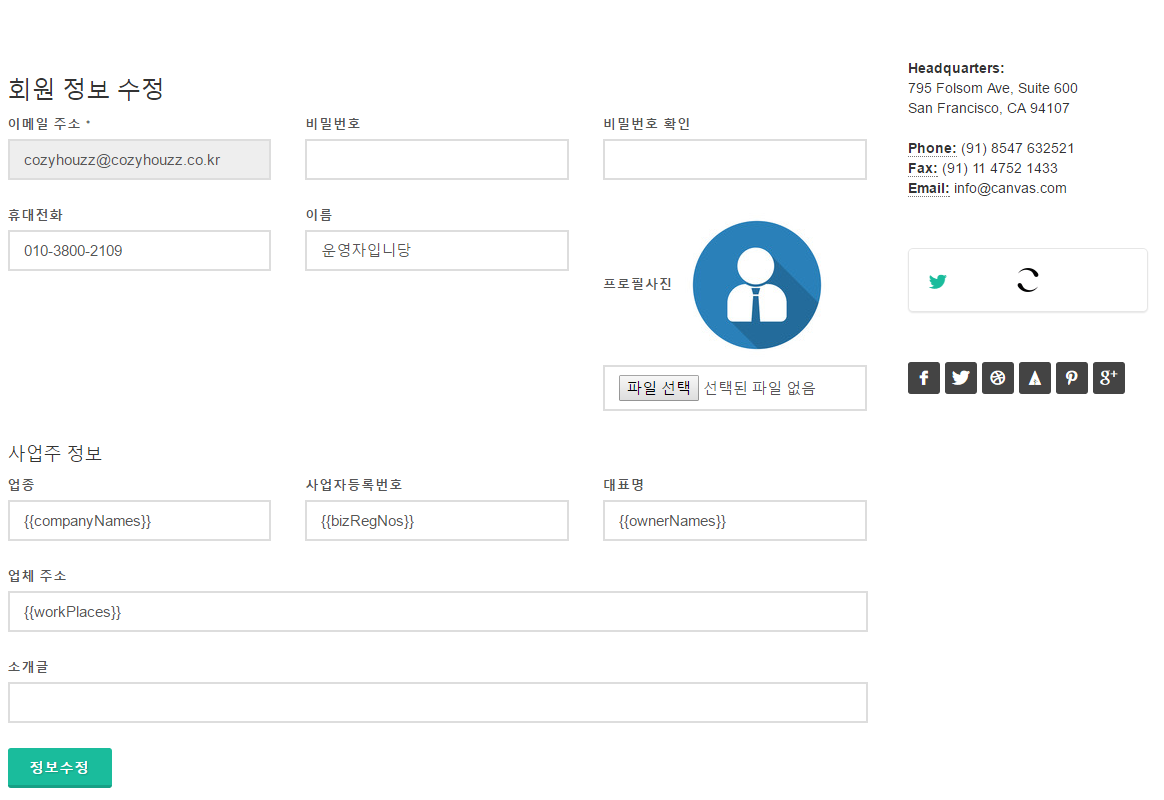 회원 정보 수정
이메일 주소 *
비밀번호
비밀번호 확인
cozyhouzz@cozyhouzz.co.kr
휴대전화
이름
010-3800-2109
운영자입니당
프로필사진
파일 선택 선택된 파일 없음
사업주 정보
업종
사업자등록번호
대표명
{{companyNames}}
{{bizRegNos}}
{{ownerNames}}
업체 주소
{{workPlaces}}
소개글
정보수정
Headquarters:
795 Folsom Ave, Suite 600
San Francisco, CA 94107
Phone: (91) 8547 632521
Fax: (91) 11 4752 1433
Email: info@canvas.com